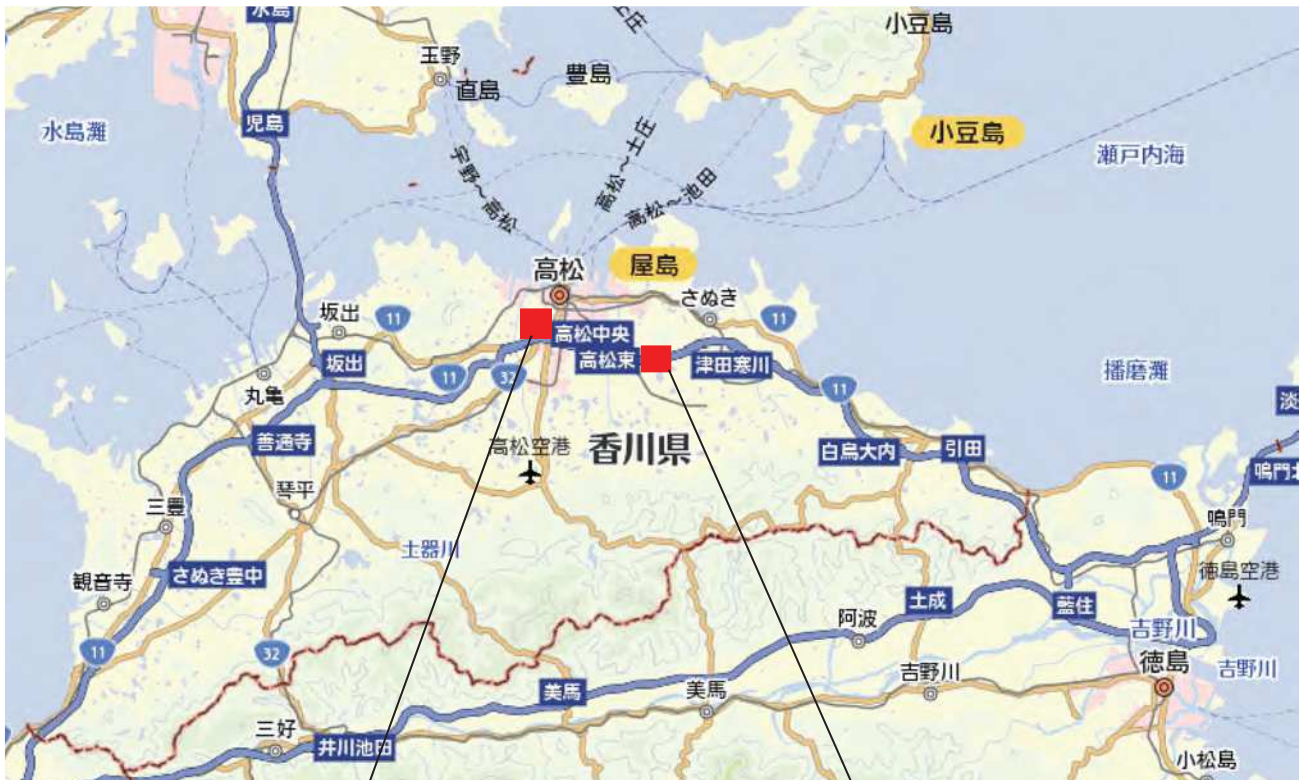 水島
土庄
小豆島
玉野
直島
豊島
児島
水島灘
小豆島
瀬戸内海
宇野～高松
高松～土庄
高松～池田
高松
屋島
坂出
11
さぬき
11
高松中央
坂出
高松東
津田寒川
11
32
丸亀
播磨灘
11
淡
善通寺
高松空港
香川県
白鳥大内
引田
鳴門北
11
琴平
三豊
鳴門
土器川
さぬき豊中
徳島空港
観音寺
土成
藍住
阿波
吉野川
11
32
吉野川
徳島
吉野川
美馬
美馬
三好
井川池田
小松島